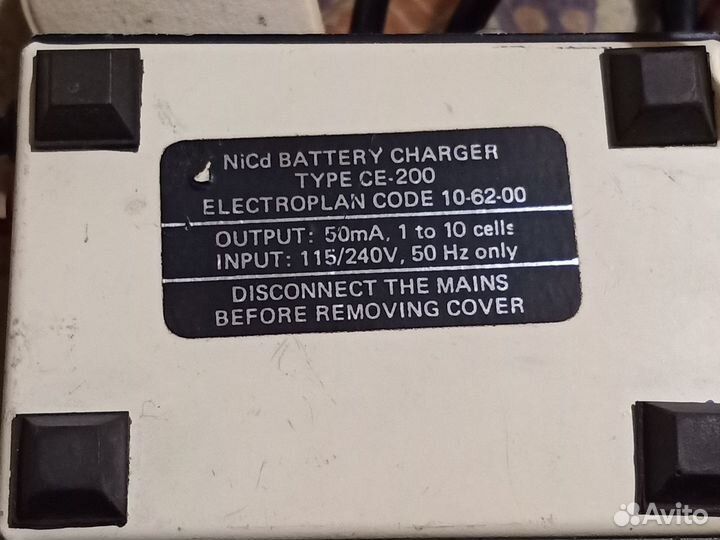 NiCd BATTERY CHARGER
TYPE CE-200
ELECTROPLAN CODE 10-62-00
OUTPUT: 50mA, 1 to 10 cells
INPUT: 115/240V, 50 Hz only
DISCONNECT THE MAINS
BEFORE REMOVING COVER
Avito